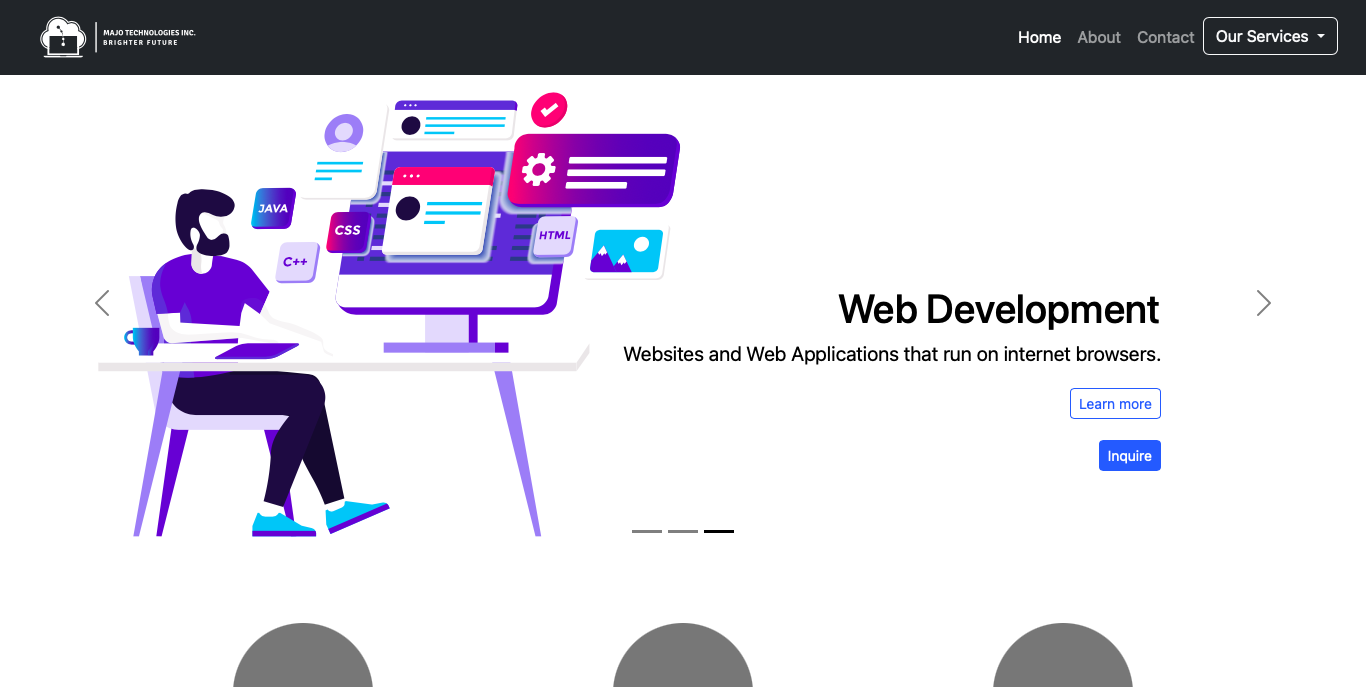 MAJO TECHNOLOGIES INC.
BRIGHTER FUTURE
Home About Contact Our Services
JAVA
CSS
HTML
C++
Web Development
Websites and Web Applications that run on internet browsers.
Learn more
Inquire